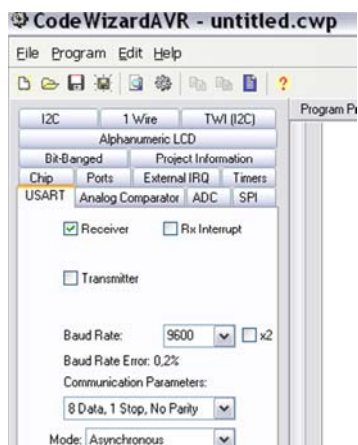 CodeWizardAVR - untitled.cwp
File Program Edit Help
I2C 1 Wire TWI (I2C)
Alphanumeric LCD
Bit-Banged Project Information
Chip Ports External IRQ Timers
USART Analog Comparator ADC SPI
Program Pr
Receiver Rx Interrupt
Transmitter
Baud Rate: 9600 x2
Baud Rate Error: 0,2%
Communication Parameters:
8 Data, 1 Stop, No Parity
Mode: Asynchronous